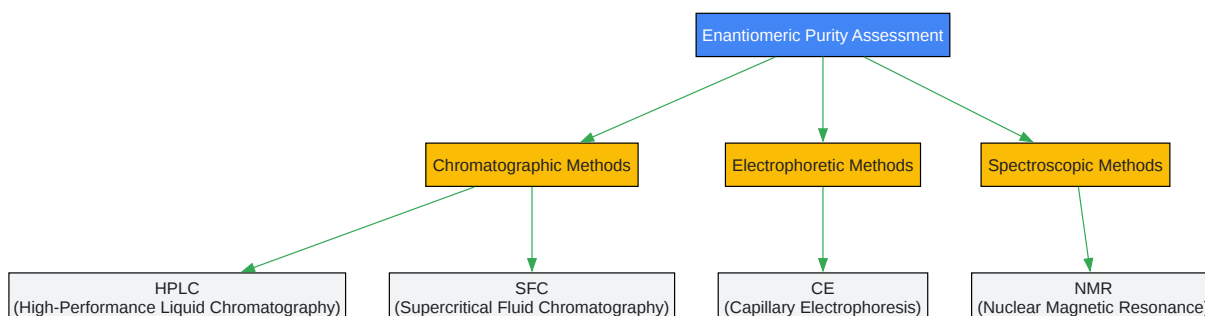 Enantiomeric Purity Assessment
Chromatographic Methods
Electrophoretic Methods
Spectroscopic Methods
HPLC
(High-Performance Liquid Chromatography)
SFC
(Supercritical Fluid Chromatography)
CE
(Capillary Electrophoresis)
NMR
(Nuclear Magnetic Resonance)